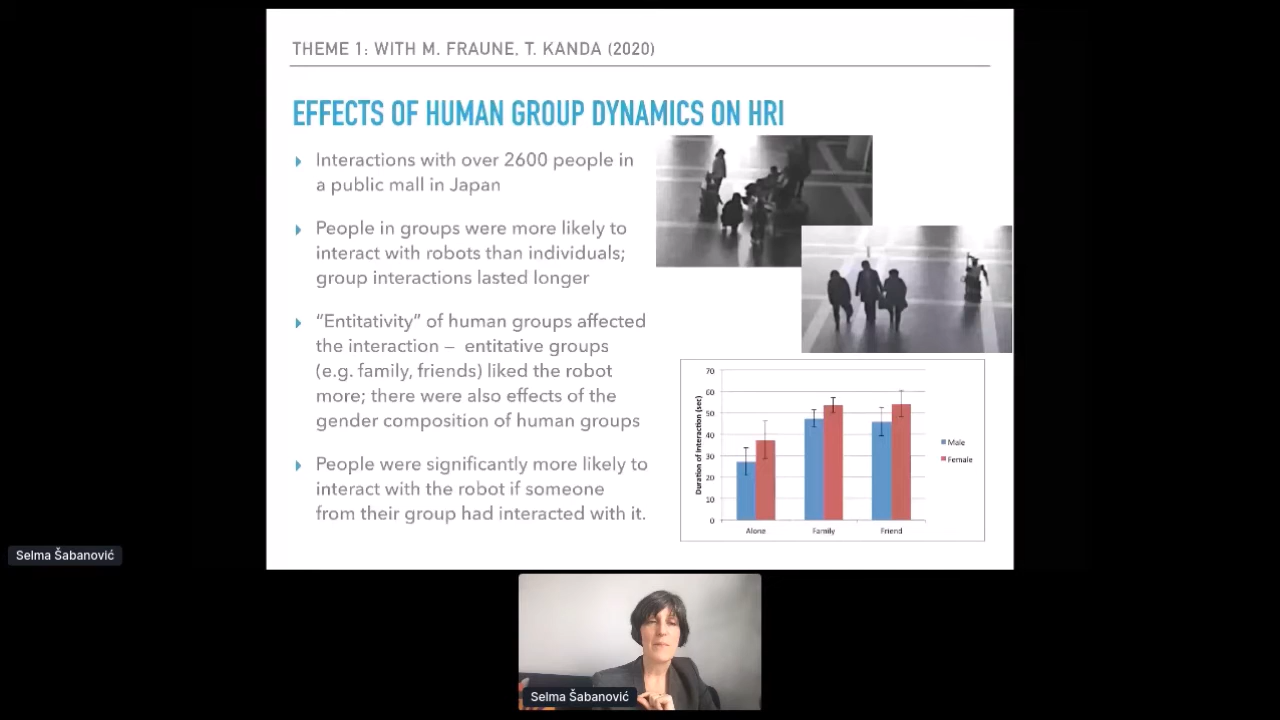 THEME 1: WITH M. FRAUNE, T. KANDA (2020)
EFFECTS OF HUMAN GROUP DYNAMICS ON HRI
Interactions with over 2600 people in
a public mall in Japan
People in groups were more likely to
interact with robots than individuals;
group interactions lasted longer
“Entitativity” of human groups affected
the interaction – entitative groups
(e.g. family, friends) liked the robot
more; there were also effects of the
gender composition of human groups
People were significantly more likely to
interact with the robot if someone
from their group had interacted with it.
Duration of Interaction (sec)
70
60
50
40
30
20
10
0
Alone
Family
Friend
Male
Female
Selma Šabanović
Selma Šabanović